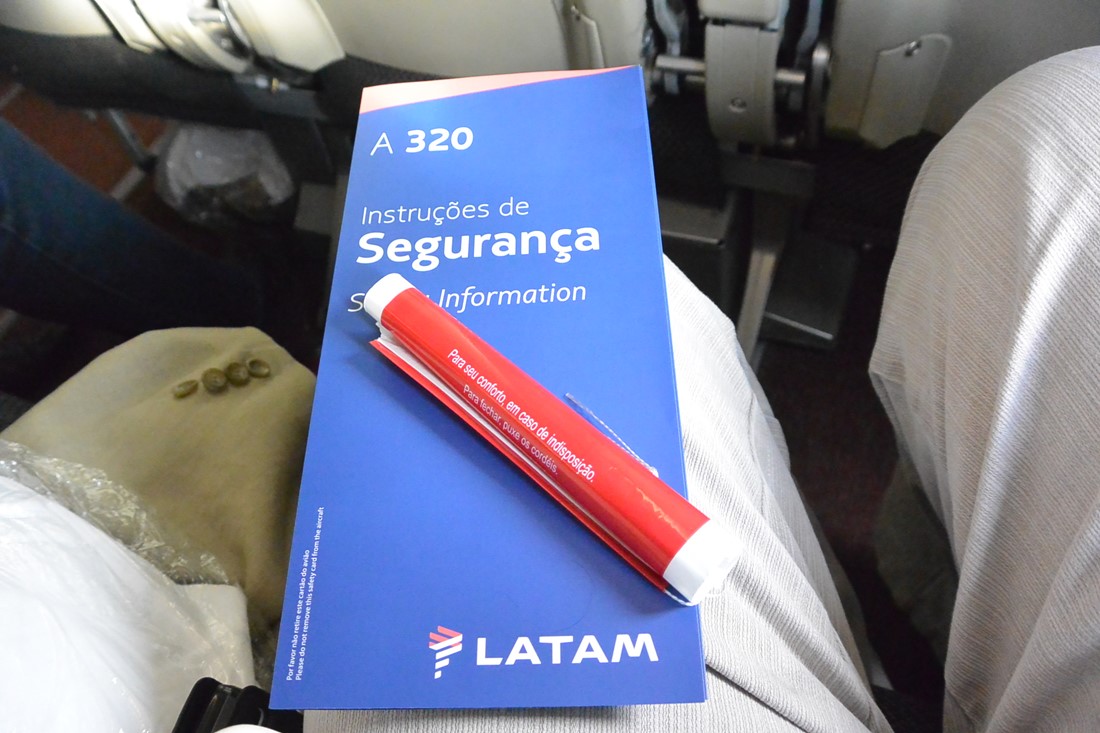 A 320
Instruções de
Segurança
Information
Para seu conforto, em caso de indisposição.
Para fechar, puxe os cordéis.
Por favor não retire este cartão do avião
Please do not remove this safety card from the aircraft
LATAM